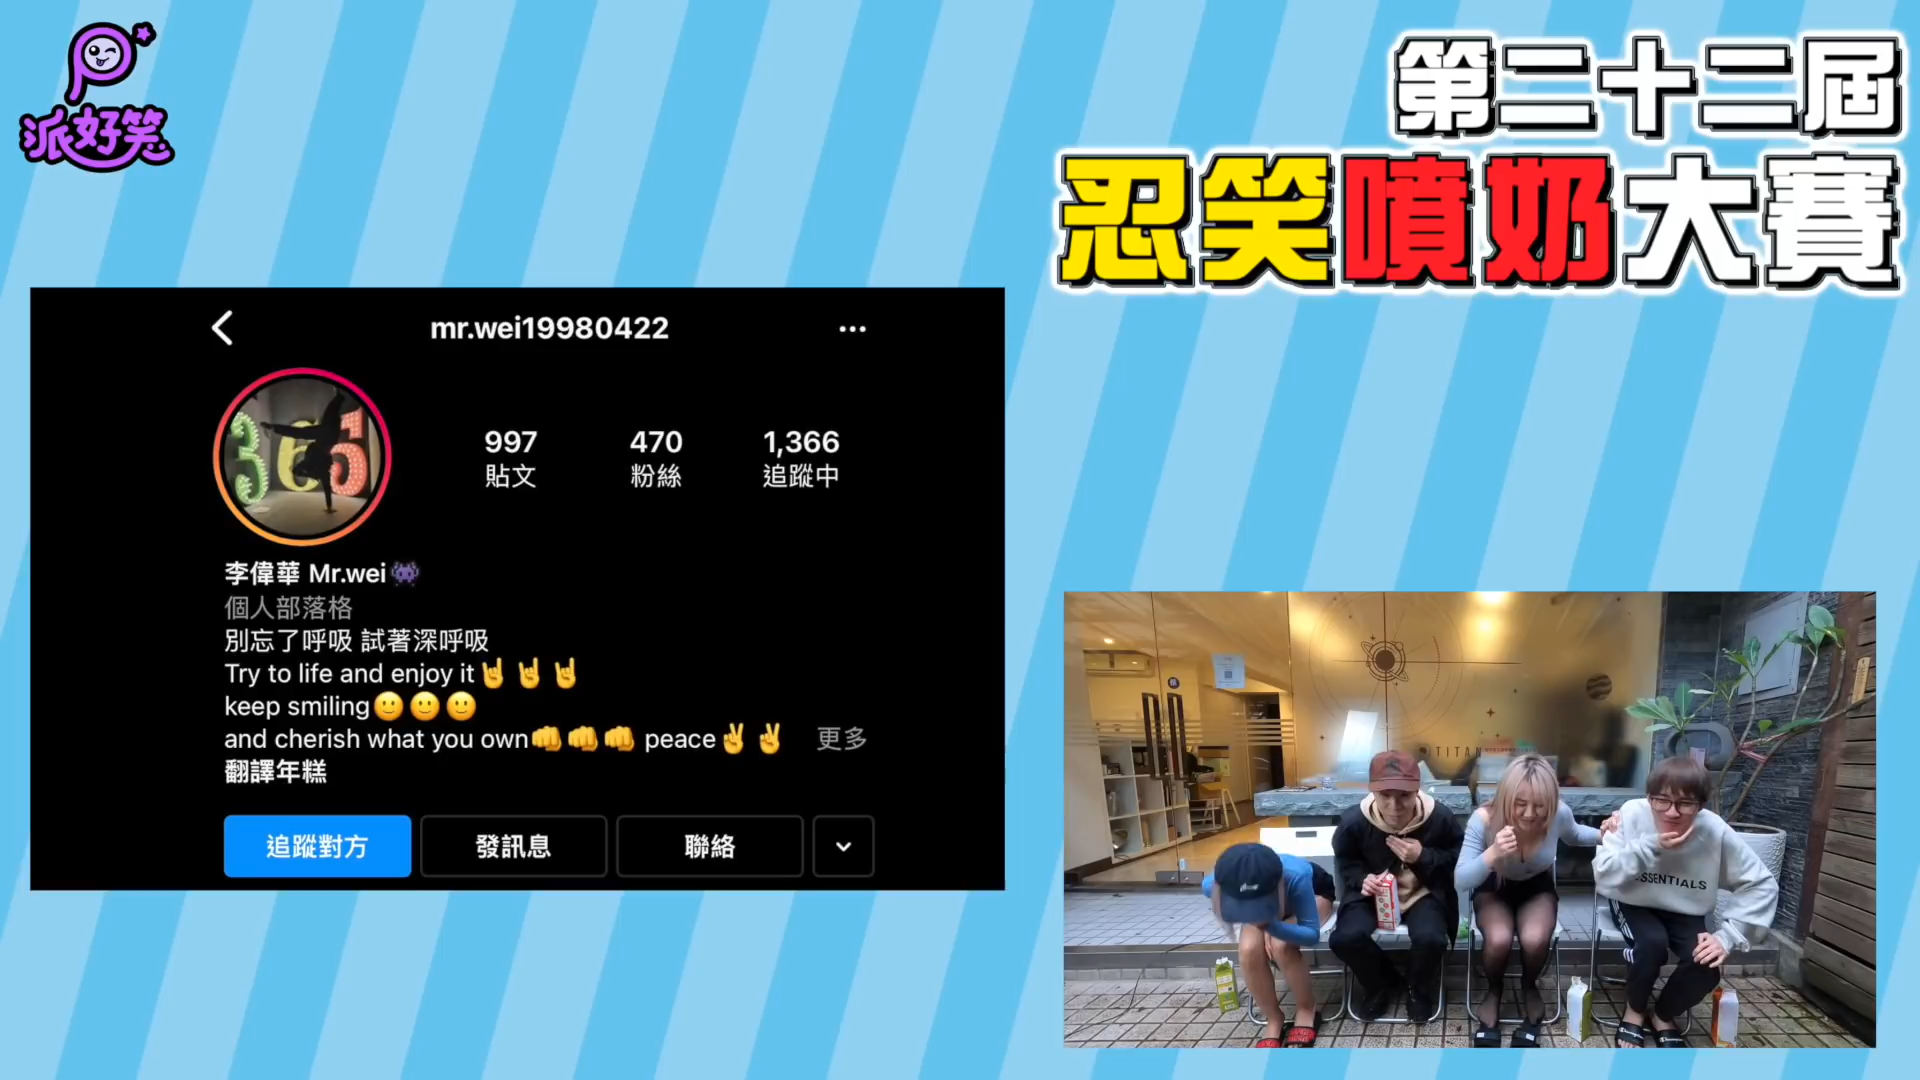 派好笑
第二十二屆
忍笑噴奶大賽
mr.wei19980422
365
997
470
1,366
貼文
粉絲
追蹤中
李偉華 Mr.wei👾
個人部落格
別忘了呼吸 試著深呼吸
Try to life and enjoy it🤘🤘🤘
keep smiling🙂🙂🙂
and cherish what you own👊👊👊 peace✌✌ 更多
翻譯年糕
追蹤對方
發訊息
聯絡
TITAN
ESSENTIALS